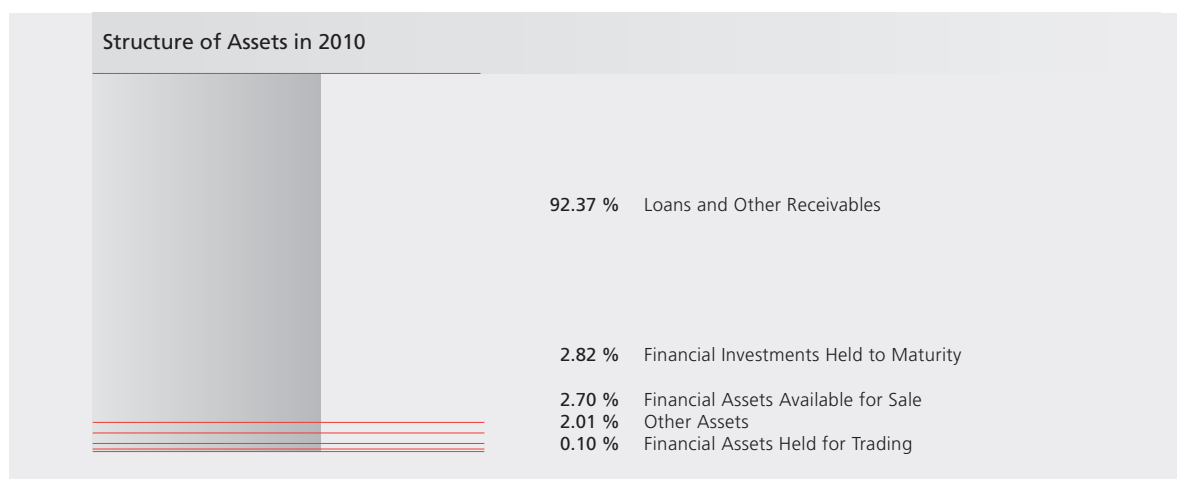 Structure of Assets in 2010
92.37 % Loans and Other Receivables
2.82 % Financial Investments Held to Maturity
2.70 % Financial Assets Available for Sale
2.01 % Other Assets
0.10 % Financial Assets Held for Trading